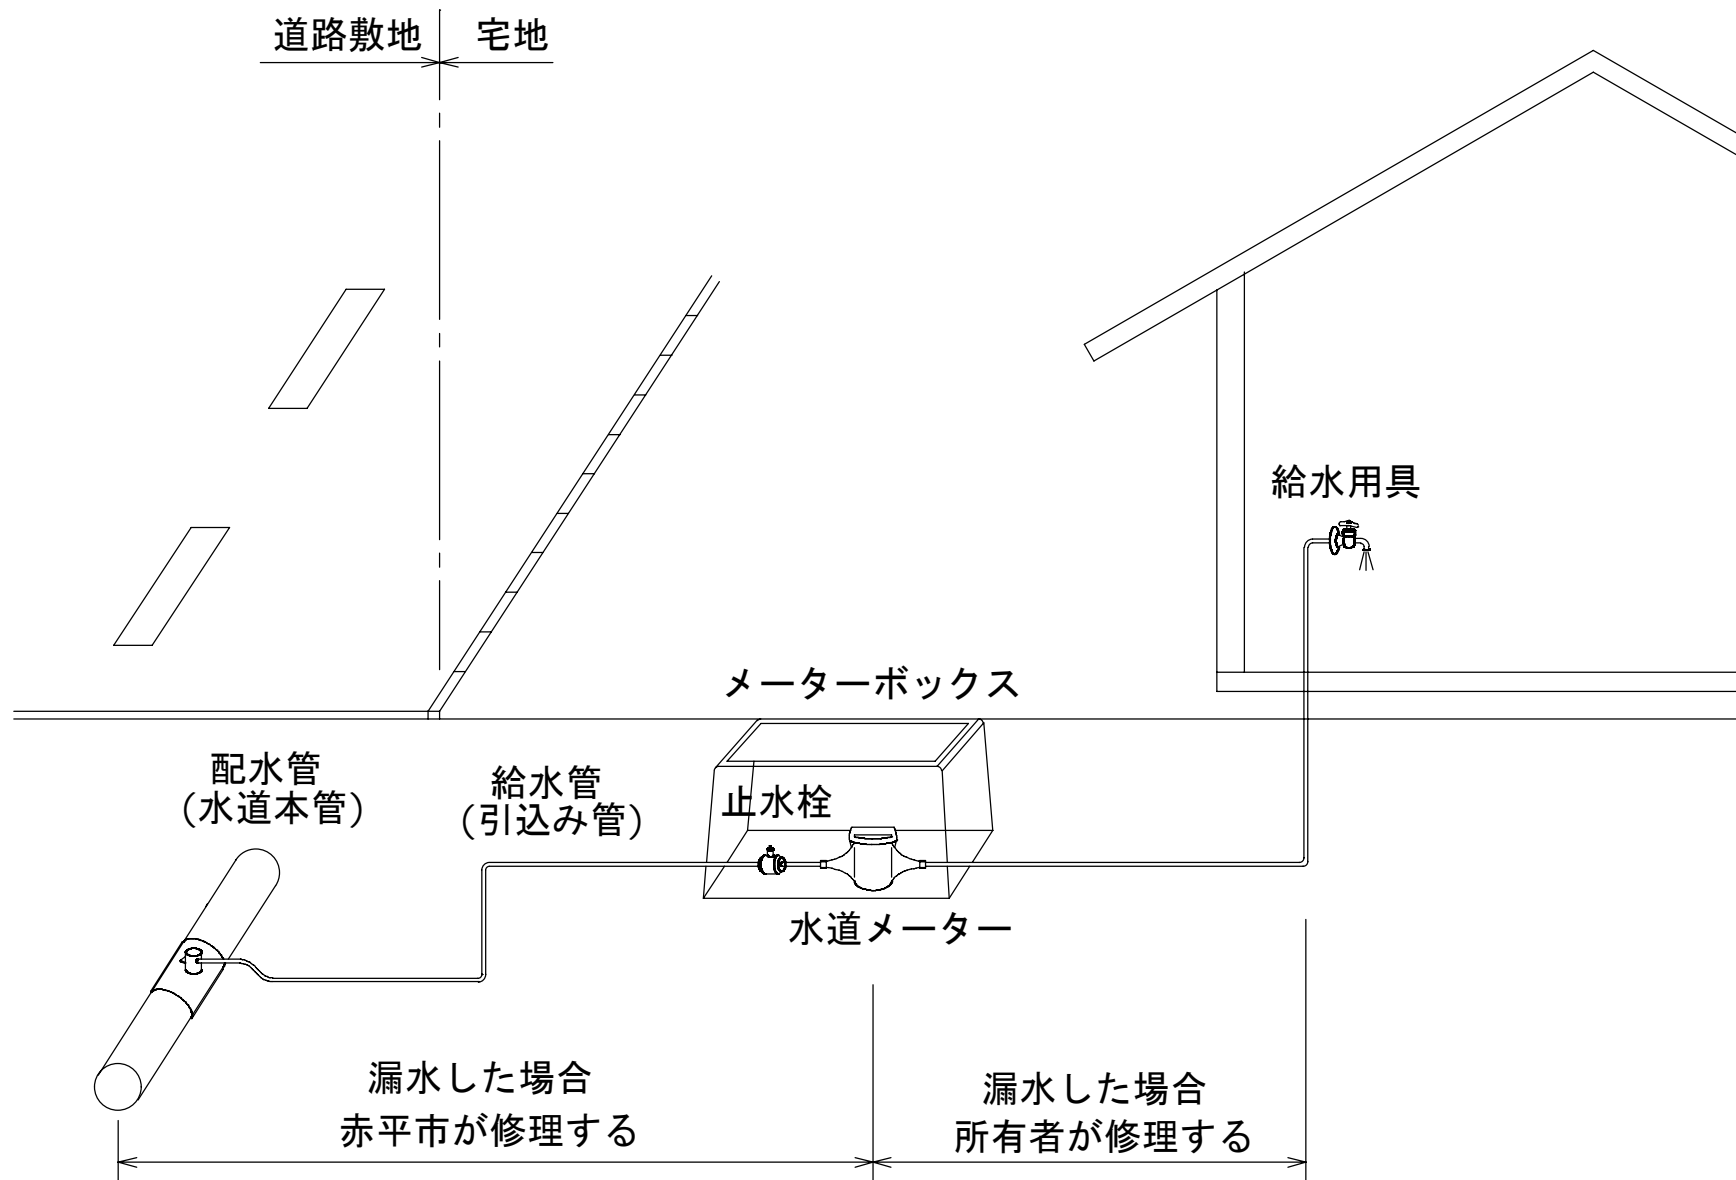 道路敷地
宅地
給水用具
メーターボックス
配水管
(水道本管)
給水管
(引込み管)
止水栓
水道メーター
漏水した場合
赤平市が修理する
漏水した場合
所有者が修理する